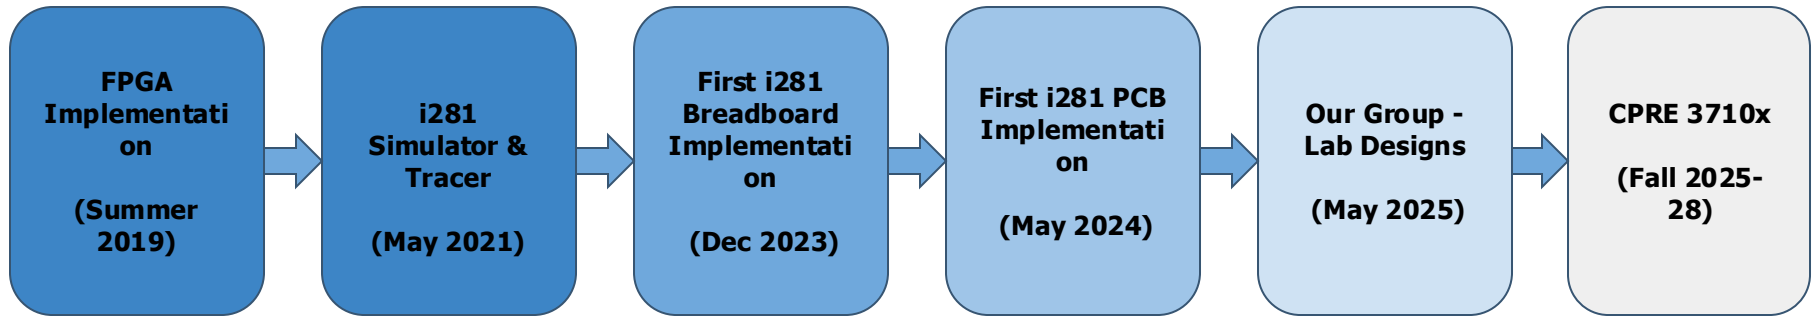 FPGA
Implementati
on
(Summer
2019)
i281
Simulator &
Tracer
(May 2021)
First i281
Breadboard
Implementati
on
(Dec 2023)
First i281 PCB
Implementati
on
(May 2024)
Our Group -
Lab Designs
(May 2025)
CPRE 3710x
(Fall 2025-
28)